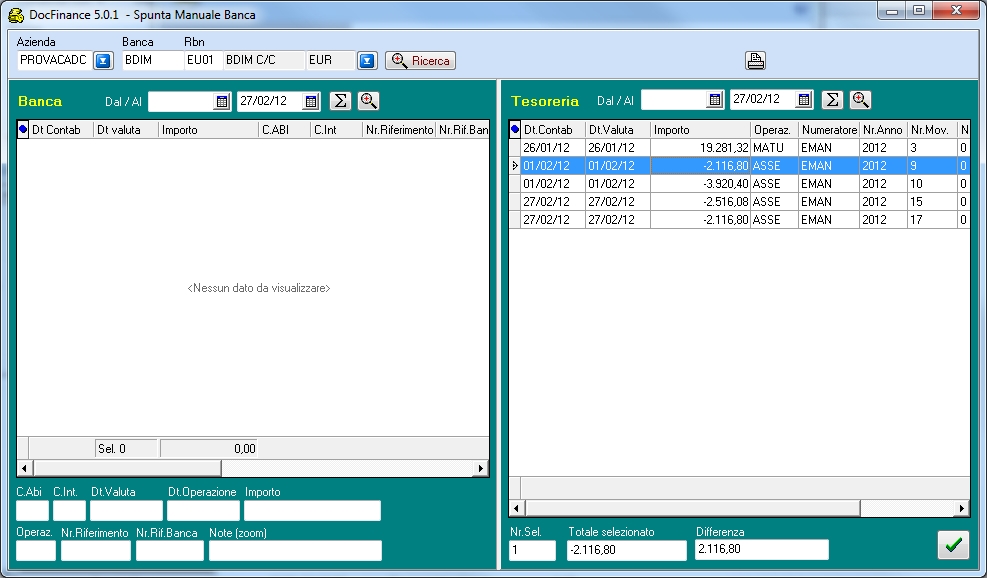 DocFinance 5.0.1 - Spunta Manuale Banca
Azienda Banca Rbn
PROVACADC BDIM EU01 BDIM C/C EUR Ricerca
Banca Dal / Al 27/02/12
Dt Contab Dt valuta Importo C.ABI C.Int Nr.Riferimento Nr.Rif.Ban
<Nessun dato da visualizzare>
Sel. 0 0,00
C.Abi C.Int. Dt.Valuta Dt.Operazione Importo
Operaz. Nr.Riferimento Nr.Rif.Banca Note (zoom)
Tesoreria Dal / Al 27/02/12
Dt.Contab Dt.Valuta Importo Operaz. Numeratore Nr.Anno Nr.Mov. N
26/01/12 26/01/12 19.281,32 MATU EMAN 2012 3 0
01/02/12 01/02/12 -2.116,80 ASSE EMAN 2012 9 0
01/02/12 01/02/12 -3.920,40 ASSE EMAN 2012 10 0
27/02/12 27/02/12 -2.516,08 ASSE EMAN 2012 15 0
27/02/12 27/02/12 -2.116,80 ASSE EMAN 2012 17 0
Nr.Sel. Totale selezionato Differenza
1 -2.116,80 2.116,80